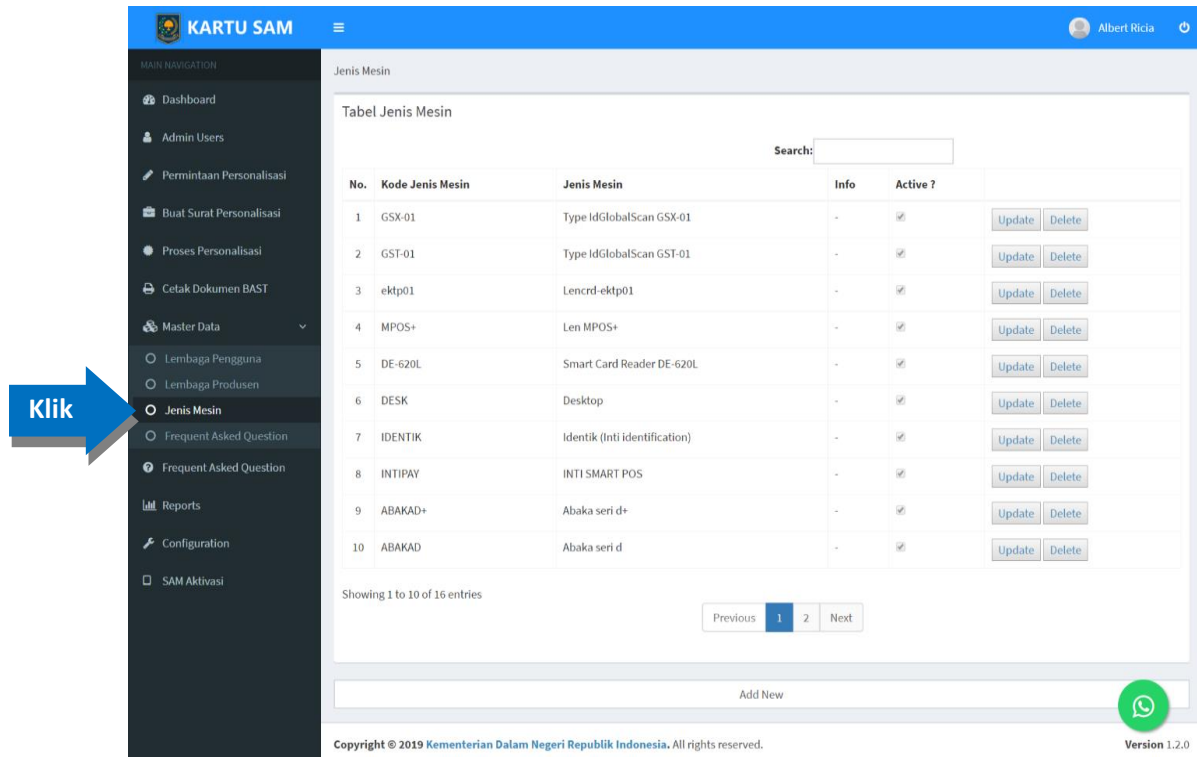 KARTU SAM
Albert Ricia
MAIN NAVIGATION
Dashboard
Admin Users
Permintaan Personalisasi
Buat Surat Personalisasi
Proses Personalisasi
Cetak Dokumen BAST
Master Data
Lembaga Pengguna
Lembaga Produsen
Klik
Jenis Mesin
Frequent Asked Question
Frequent Asked Question
Reports
Configuration
SAM Aktivasi
Jenis Mesin
Tabel Jenis Mesin
Search:
No. Kode Jenis Mesin Jenis Mesin Info Active ?
1 GSX-01 Type IdGlobalScan GSX-01 - Update Delete
2 GST-01 Type IdGlobalScan GST-01 - Update Delete
3 ektp01 Lencrd-ektp01 - Update Delete
4 MPOS+ Len MPOS+ - Update Delete
5 DE-620L Smart Card Reader DE-620L - Update Delete
6 DESK Desktop - Update Delete
7 IDENTIK Identik (Inti identification) - Update Delete
8 INTIPAY INTI SMART POS - Update Delete
9 ABAKAD+ Abaka seri d+ - Update Delete
10 ABAKAD Abaka seri d - Update Delete
Showing 1 to 10 of 16 entries
Previous 1 2 Next
Add New
Copyright © 2019 Kementerian Dalam Negeri Republik Indonesia. All rights reserved.
Version 1.2.0